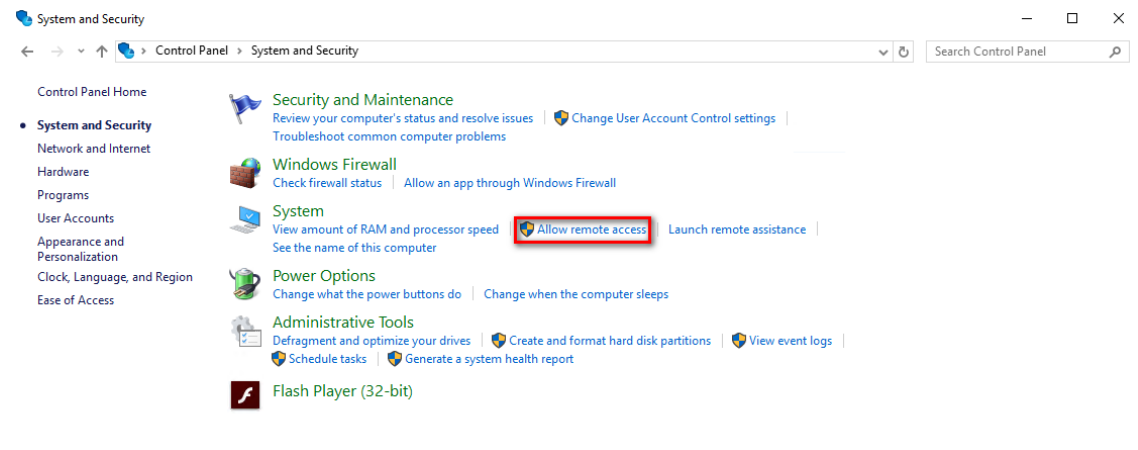 System and Security
Control Panel > System and Security
Search Control Panel
Control Panel Home
System and Security
Network and Internet
Hardware
Programs
User Accounts
Appearance and
Personalization
Clock, Language, and Region
Ease of Access
Security and Maintenance
Review your computer's status and resolve issues | Change User Account Control settings |
Troubleshoot common computer problems
Windows Firewall
Check firewall status | Allow an app through Windows Firewall
System
View amount of RAM and processor speed | Allow remote access | Launch remote assistance |
See the name of this computer
Power Options
Change what the power buttons do | Change when the computer sleeps
Administrative Tools
Defragment and optimize your drives | Create and format hard disk partitions | View event logs |
Schedule tasks | Generate a system health report
Flash Player (32-bit)